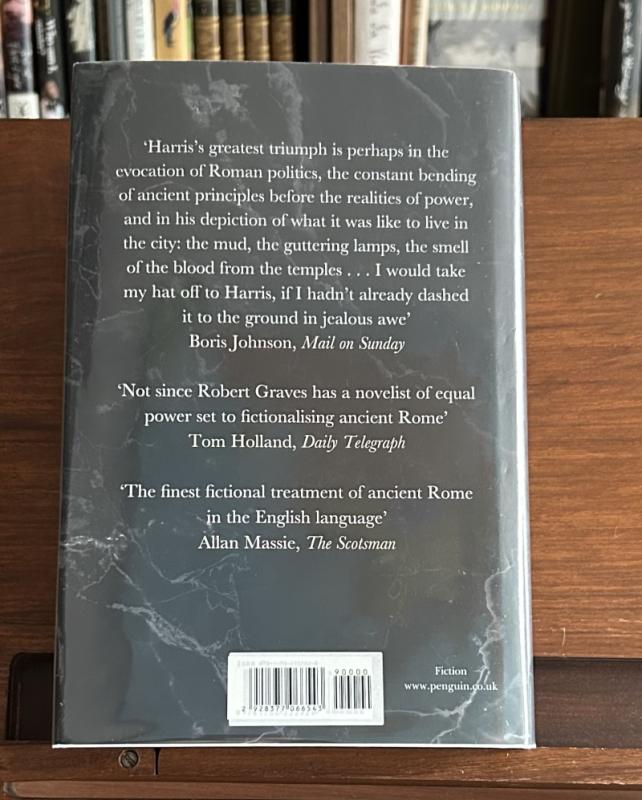 ‘Harris’s greatest triumph is perhaps in the
evocation of Roman politics, the constant bending
of ancient principles before the realities of power,
and in his depiction of what it was like to live in
the city: the mud, the guttering lamps, the smell
of the blood from the temples . . . I would take
my hat off to Harris, if I hadn’t already dashed
it to the ground in jealous awe’
Boris Johnson, Mail on Sunday
‘Not since Robert Graves has a novelist of equal
power set to fictionalising ancient Rome’
Tom Holland, Daily Telegraph
‘The finest fictional treatment of ancient Rome
in the English language’
Allan Massie, The Scotsman
90000
2 928377 066543
Fiction
www.penguin.co.uk